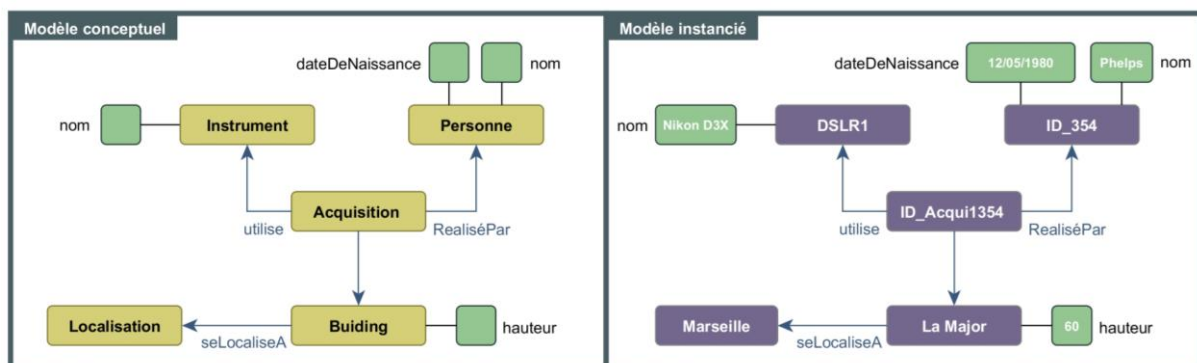 Modèle conceptuel
dateDeNaissance
nom
nom
Instrument
Personne
Acquisition
utilise
RealiséPar
Localisation
seLocaliseA
Buiding
hauteur
Modèle instancié
dateDeNaissance
12/05/1980
Phelps
nom
nom
Nikon D3X
DSLR1
ID_354
ID_Acqui1354
utilise
RealiséPar
Marseille
seLocaliseA
La Major
60
hauteur